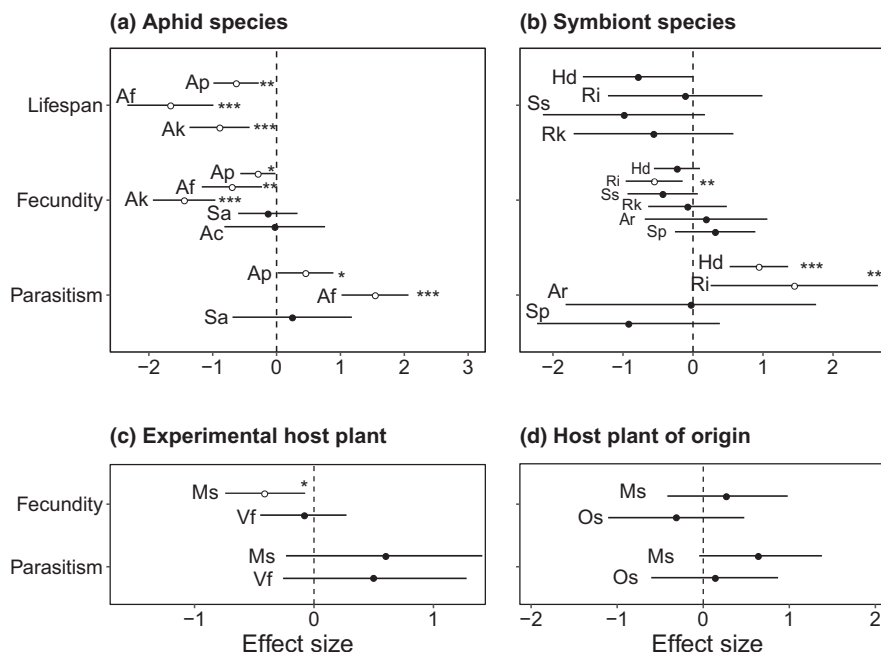 (a) Aphid species
(b) Symbiont species
Lifespan
Ap **
Af ***
Ak ***
Hd
Ri
Ss
Rk
Fecundity
Ap *
Af **
Ak ***
Sa
Ac
Hd
Ri **
Ss
Rk
Ar
Sp
Parasitism
Ap *
Af ***
Sa
Hd ***
Ri **
Ar
Sp
−2 −1 0 1 2 3
−2 −1 0 1 2
(c) Experimental host plant
(d) Host plant of origin
Fecundity
Ms *
Vf
Ms
Os
Parasitism
Ms
Vf
Ms
Os
−1 0 1
−2 −1 0 1 2
Effect size
Effect size